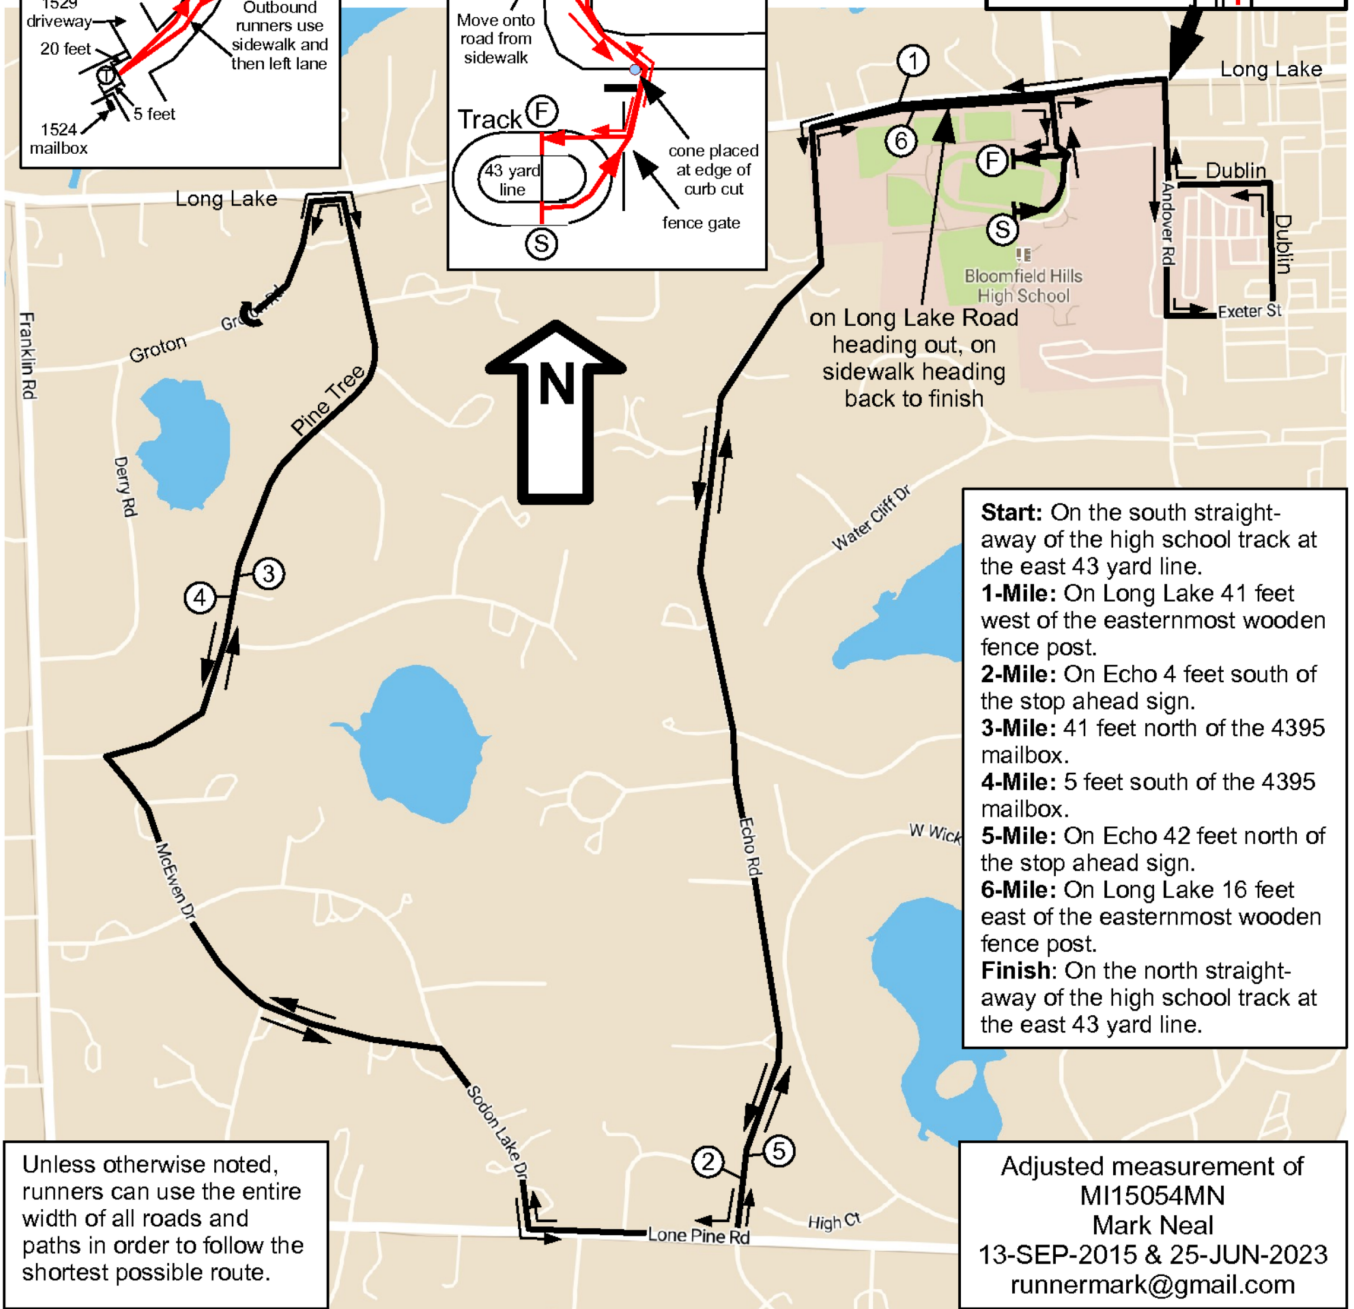 1529
driveway
20 feet
T
5 feet
1524
mailbox
Outbound
runners use
sidewalk and
then left lane
Move onto
road from
sidewalk
Track
F
43 yard
line
S
cone placed
at edge of
curb cut
fence gate
Long Lake
1
6
F
S
Dublin
Dublin
Andover Rd
Exeter St
Bloomfield Hills
High School
on Long Lake Road
heading out, on
sidewalk heading
back to finish
Long Lake
Groton Rd
Groton
Franklin Rd
Pine Tree
Derry Rd
N
Water Cliff Dr
3
4
Start: On the south straight-
away of the high school track at
the east 43 yard line.
1-Mile: On Long Lake 41 feet
west of the easternmost wooden
fence post.
2-Mile: On Echo 4 feet south of
the stop ahead sign.
3-Mile: 41 feet north of the 4395
mailbox.
4-Mile: 5 feet south of the 4395
mailbox.
5-Mile: On Echo 42 feet north of
the stop ahead sign.
6-Mile: On Long Lake 16 feet
east of the easternmost wooden
fence post.
Finish: On the north straight-
away of the high school track at
the east 43 yard line.
Echo Rd
W Wick
McEwen Dr
Sodon Lake Dr
2
5
Lone Pine Rd
High Ct
Unless otherwise noted,
runners can use the entire
width of all roads and
paths in order to follow the
shortest possible route.
Adjusted measurement of
MI15054MN
Mark Neal
13-SEP-2015 & 25-JUN-2023
runnermark@gmail.com